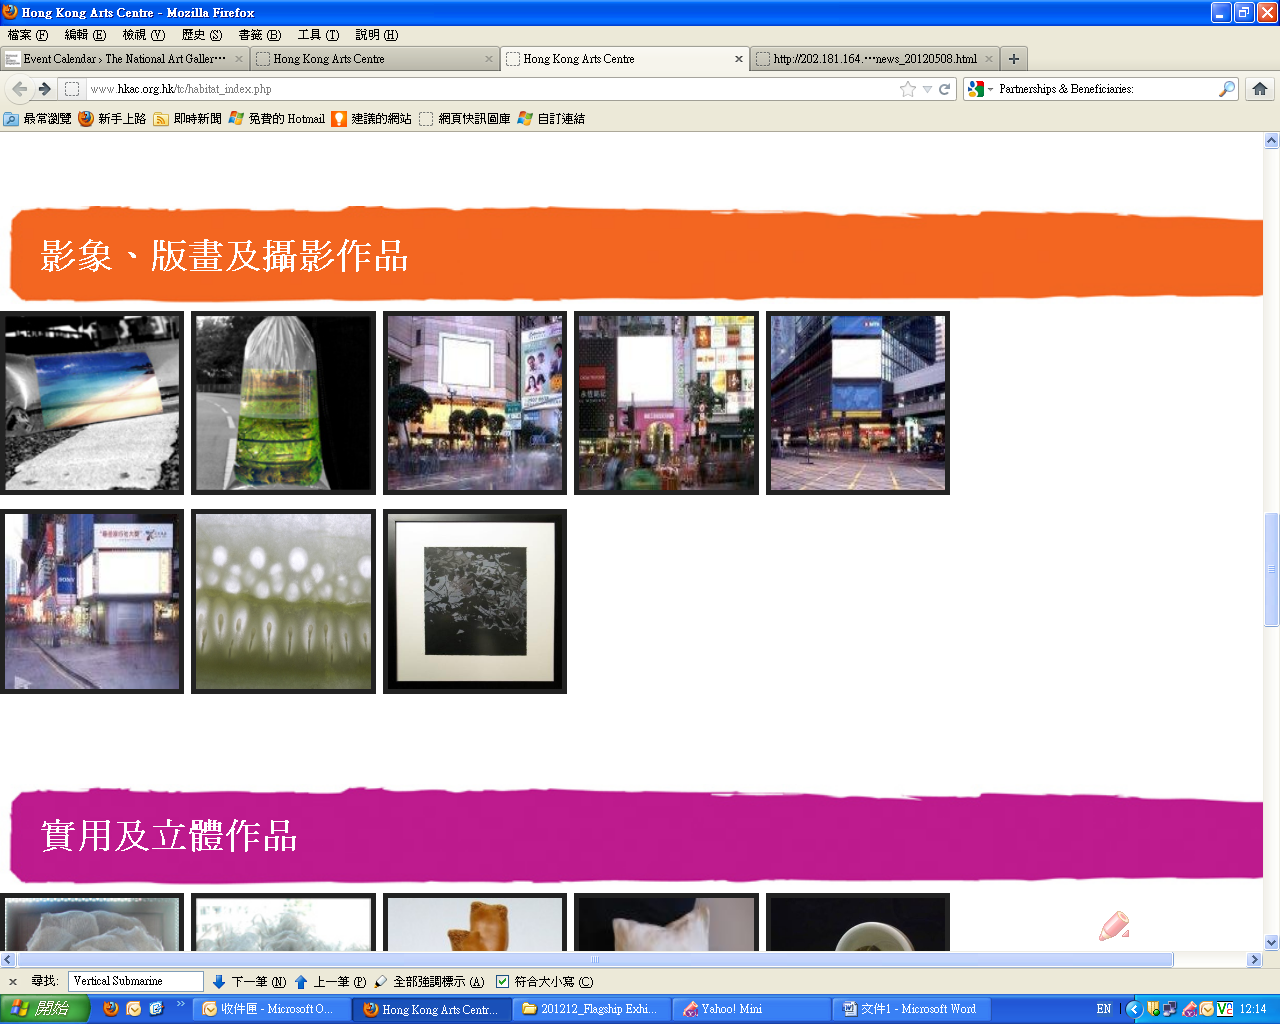 Hong Kong Arts Centre - Mozilla Firefox
檔案 (F) 編輯 (E) 檢視 (V) 歷史 (S) 書籤 (B) 工具 (T) 說明 (H)
Event Calendar › The National Art Galler… Hong Kong Arts Centre Hong Kong Arts Centre http://202.181.164.…news_20120508.html
www.hkac.org.hk/tc/habitat_index.php Partnerships & Beneficiaries:
最常瀏覽 新手上路 即時新聞 免費的 Hotmail 建議的網站 網頁快訊圖庫 自訂連結
影象、版畫及攝影作品
SONY
實用及立體作品
尋找: Vertical Submarine 下一筆 (N) 上一筆 (P) 全部強調標示 (A) 符合大小寫 (C)
開始 收件匣 - Microsoft O... Hong Kong Arts Centr... 201212_Flagship Exhi... Yahoo! Mini 文件1 - Microsoft Word EN 12:14